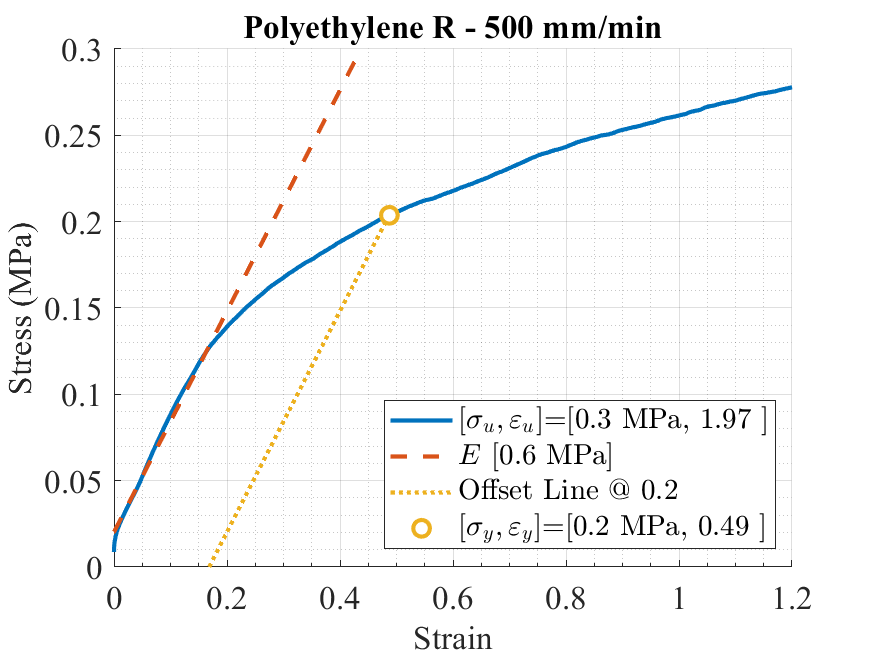 Polyethylene R - 500 mm/min
0.3
0.25
0.2
0.15
0.1
0.05
0
Stress (MPa)
[σu, εu]=[0.3 MPa, 1.97 ]
E [0.6 MPa]
Offset Line @ 0.2
[σy, εy]=[0.2 MPa, 0.49 ]
0 0.2 0.4 0.6 0.8 1 1.2
Strain